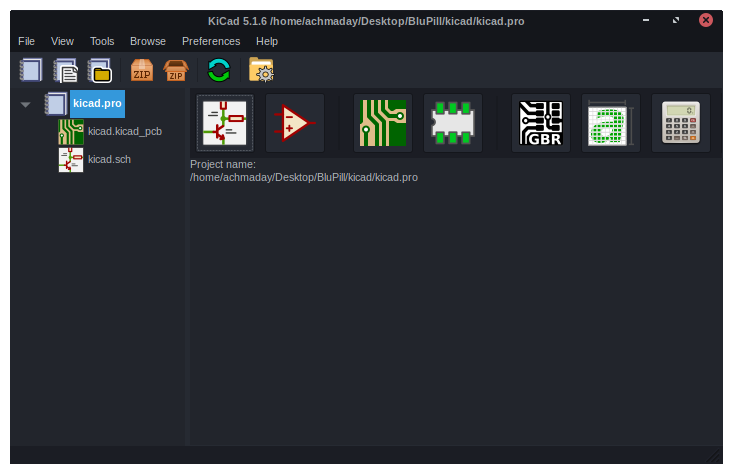 KiCad 5.1.6 /home/achmaday/Desktop/BluPill/kicad/kicad.pro
File View Tools Browse Preferences Help
ZIP ZIP
kicad.pro
kicad.kicad_pcb
kicad.sch
GBR a 0
Project name:
/home/achmaday/Desktop/BluPill/kicad/kicad.pro